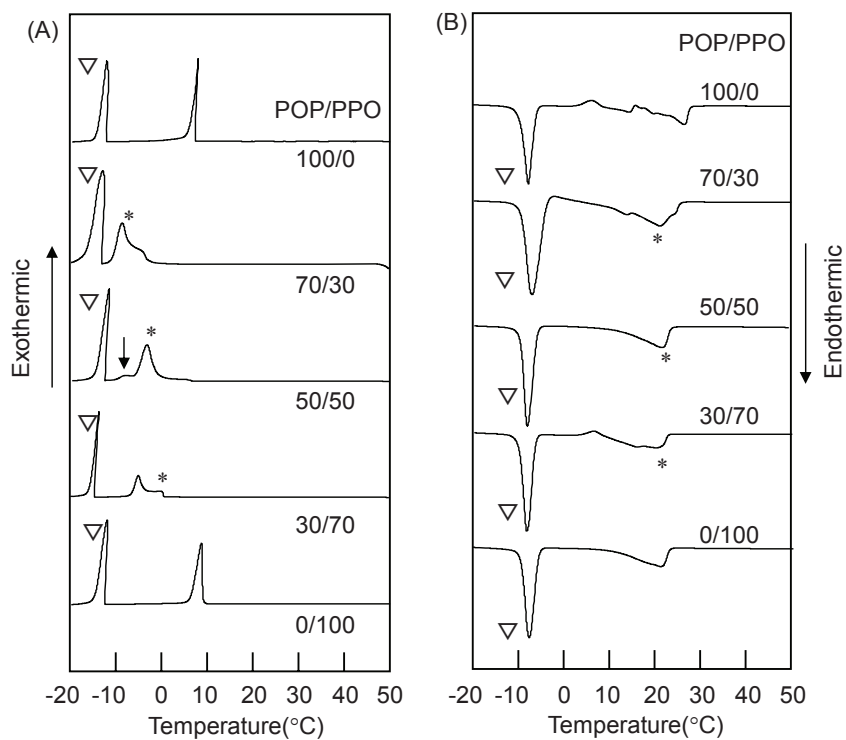 (A)
POP/PPO
100/0
70/30
*
50/50
*
30/70
*
0/100
Exothermic
-20 -10 0 10 20 30 40 50
Temperature(°C)
(B)
POP/PPO
100/0
70/30
*
50/50
*
30/70
*
0/100
Endothermic
-20 -10 0 10 20 30 40 50
Temperature(°C)